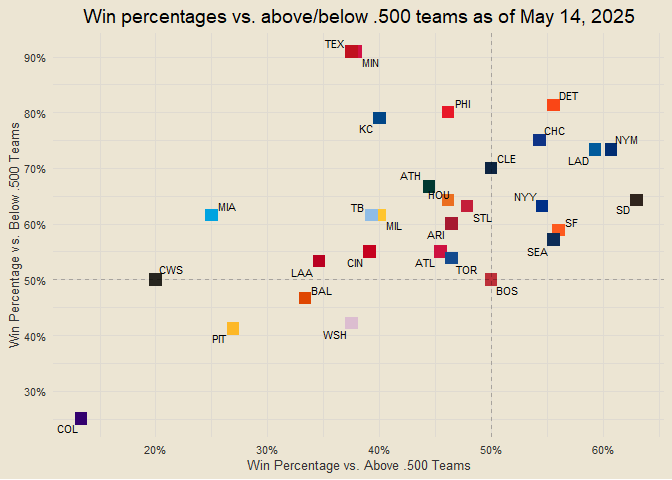 Win percentages vs. above/below .500 teams as of May 14, 2025
Win Percentage vs. Below .500 Teams
90%
80%
70%
60%
50%
40%
30%
TEX
MIN
DET
PHI
KC
CHC
NYM
LAD
CLE
ATH
HOU
NYY
SD
MIA
TB
MIL
STL
ARI
SF
SEA
CIN
ATL
TOR
LAA
CWS
BAL
BOS
PIT
WSH
COL
20%
30%
40%
50%
60%
Win Percentage vs. Above .500 Teams